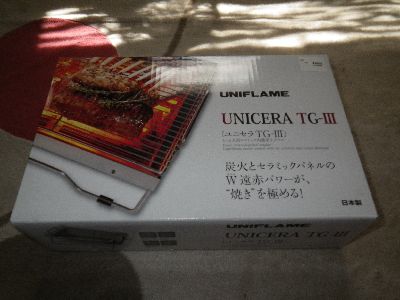 UNIFLAME
UNICERA TG-III
[ユニセラTG-III]
炭火とセラミックパネルの
W遠赤パワーが、
“焼き”を極める!
日本製
UNIFLAME
UNICERA TG-III